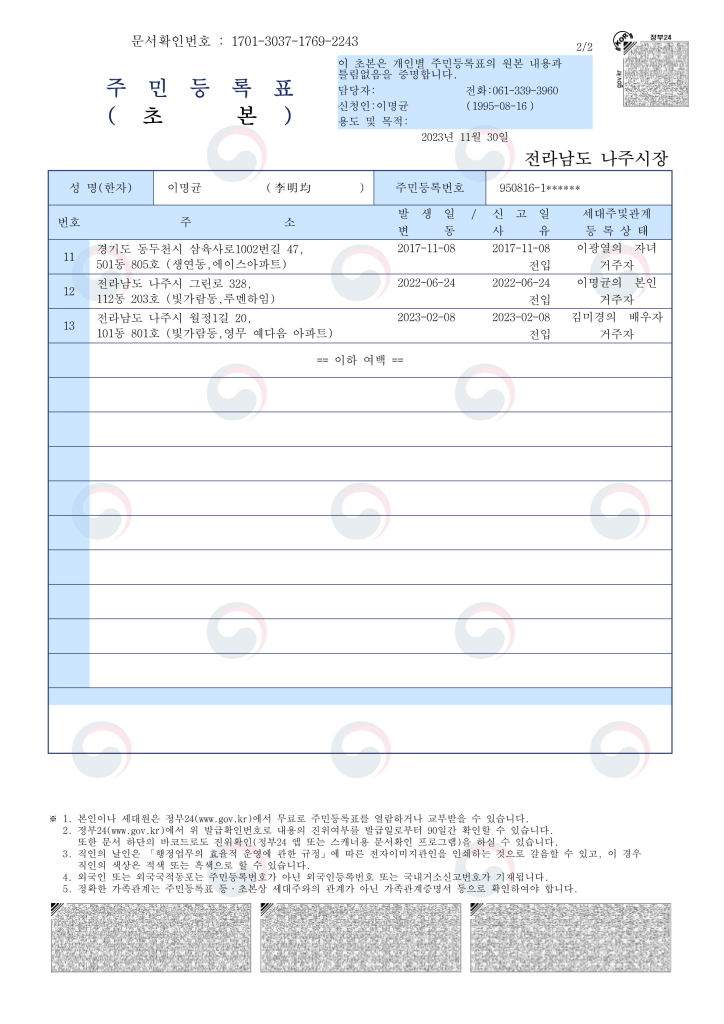 문서확인번호 : 1701-3037-1769-2243
2/2
정부24
gov.kr
주 민 등 록 표
( 초 본 )
이 초본은 개인별 주민등록표의 원본 내용과
틀림없음을 증명합니다.
담당자: 전화:061-339-3960
신청인:이명균 (1995-08-16 )
용도 및 목적:
2023년 11월 30일
전라남도 나주시장
성 명(한자) 이명균 (李明均 ) 주민등록번호 950816-1******
번호 주 소 발 생 일 / 신 고 일 세대주및관계
변 동 사 유 등 록 상 태
11 경기도 동두천시 삼육사로1002번길 47, 2017-11-08 2017-11-08 이광열의 자녀
501동 805호 (생연동,에이스아파트) 전입 거주자
12 전라남도 나주시 그린로 328, 2022-06-24 2022-06-24 이명균의 본인
112동 203호 (빛가람동,루멘하임) 전입 거주자
13 전라남도 나주시 월정1길 20, 2023-02-08 2023-02-08 김미경의 배우자
101동 801호 (빛가람동,영무 예다음 아파트) 전입 거주자
== 이하 여백 ==
※ 1. 본인이나 세대원은 정부24(www.gov.kr)에서 무료로 주민등록표를 열람하거나 교부받을 수 있습니다.
2. 정부24(www.gov.kr)에서 위 발급확인번호로 내용의 진위여부를 발급일로부터 90일간 확인할 수 있습니다.
또한 문서 하단의 바코드로도 진위확인(정부24 앱 또는 스캐너용 문서확인 프로그램)을 하실 수 있습니다.
3. 직인의 날인은 「행정업무의 효율적 운영에 관한 규정」에 따른 전자이미지관인을 인쇄하는 것으로 갈음할 수 있고, 이 경우
직인의 색상은 적색 또는 흑색으로 할 수 있습니다.
4. 외국인 또는 외국국적동포는 주민등록번호가 아닌 외국인등록번호 또는 국내거소신고번호가 기재됩니다.
5. 정확한 가족관계는 주민등록표 등·초본상 세대주와의 관계가 아닌 가족관계증명서 등으로 확인하여야 합니다.